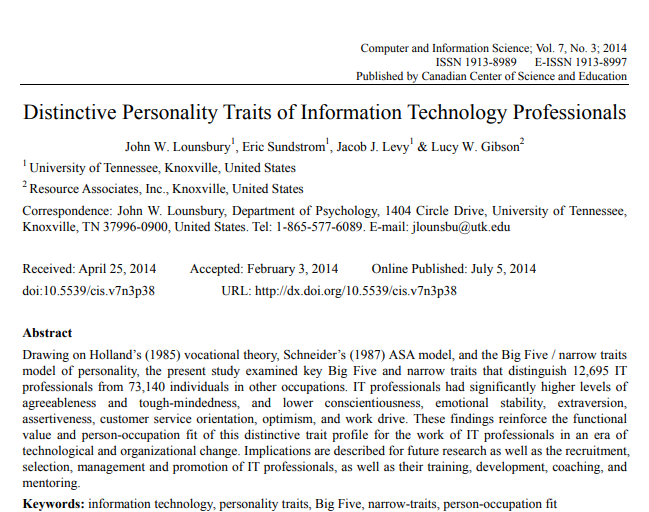 Computer and Information Science; Vol. 7, No. 3; 2014
ISSN 1913-8989 E-ISSN 1913-8997
Published by Canadian Center of Science and Education
Distinctive Personality Traits of Information Technology Professionals
John W. Lounsbury1, Eric Sundstrom1, Jacob J. Levy1 & Lucy W. Gibson2
1 University of Tennessee, Knoxville, United States
2 Resource Associates, Inc., Knoxville, United States
Correspondence: John W. Lounsbury, Department of Psychology, 1404 Circle Drive, University of Tennessee,
Knoxville, TN 37996-0900, United States. Tel: 1-865-577-6089. E-mail: jlounsbu@utk.edu
Received: April 25, 2014 Accepted: February 3, 2014 Online Published: July 5, 2014
doi:10.5539/cis.v7n3p38 URL: http://dx.doi.org/10.5539/cis.v7n3p38
Abstract
Drawing on Holland's (1985) vocational theory, Schneider's (1987) ASA model, and the Big Five / narrow traits
model of personality, the present study examined key Big Five and narrow traits that distinguish 12,695 IT
professionals from 73,140 individuals in other occupations. IT professionals had significantly higher levels of
agreeableness and tough-mindedness, and lower conscientiousness, emotional stability, extraversion,
assertiveness, customer service orientation, optimism, and work drive. These findings reinforce the functional
value and person-occupation fit of this distinctive trait profile for the work of IT professionals in an era of
technological and organizational change. Implications are described for future research as well as the recruitment,
selection, management and promotion of IT professionals, as well as their training, development, coaching, and
mentoring.
Keywords: information technology, personality traits, Big Five, narrow-traits, person-occupation fit